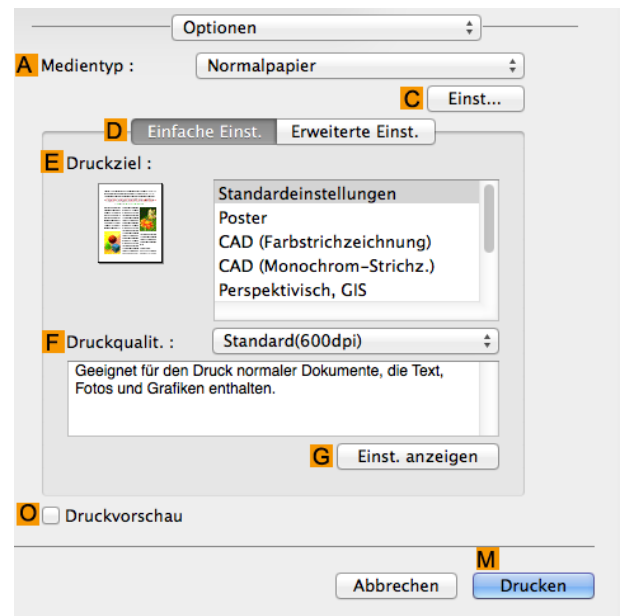 Optionen
A Medientyp : Normalpapier
C Einst...
D Einfache Einst. Erweiterte Einst.
E Druckziel :
Standardeinstellungen
Poster
CAD (Farbstrichzeichnung)
CAD (Monochrom-Strichz.)
Perspektivisch, GIS
F Druckqualit. : Standard(600dpi)
Geeignet für den Druck normaler Dokumente, die Text,
Fotos und Grafiken enthalten.
G Einst. anzeigen
O Druckvorschau
M
Abbrechen Drucken